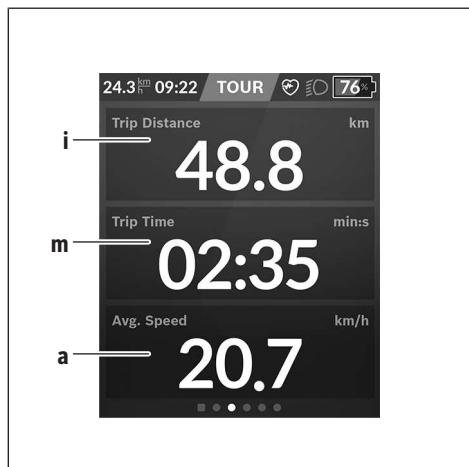 24.3 km/h 09:22 TOUR 76%
Trip Distance km
i
48.8
Trip Time min:s
m
02:35
Avg. Speed km/h
a
20.7